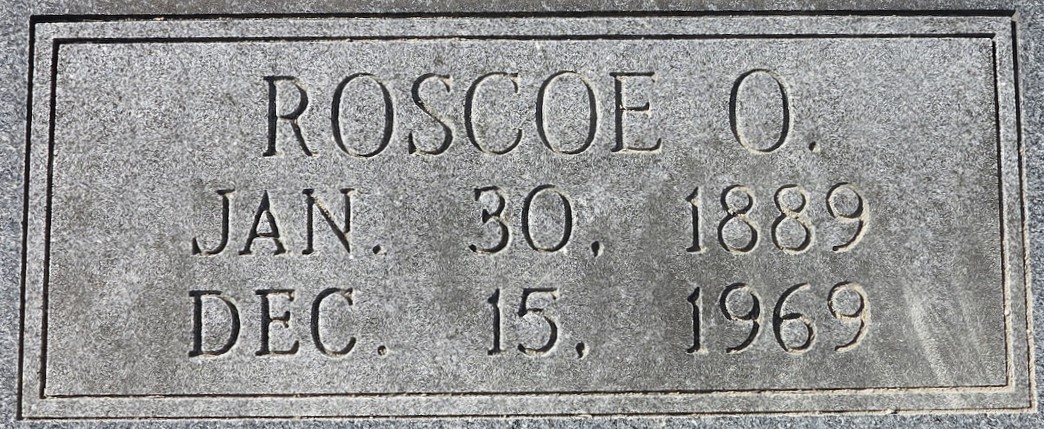 ROSCOE O.
JAN. 30, 1889
DEC. 15, 1969